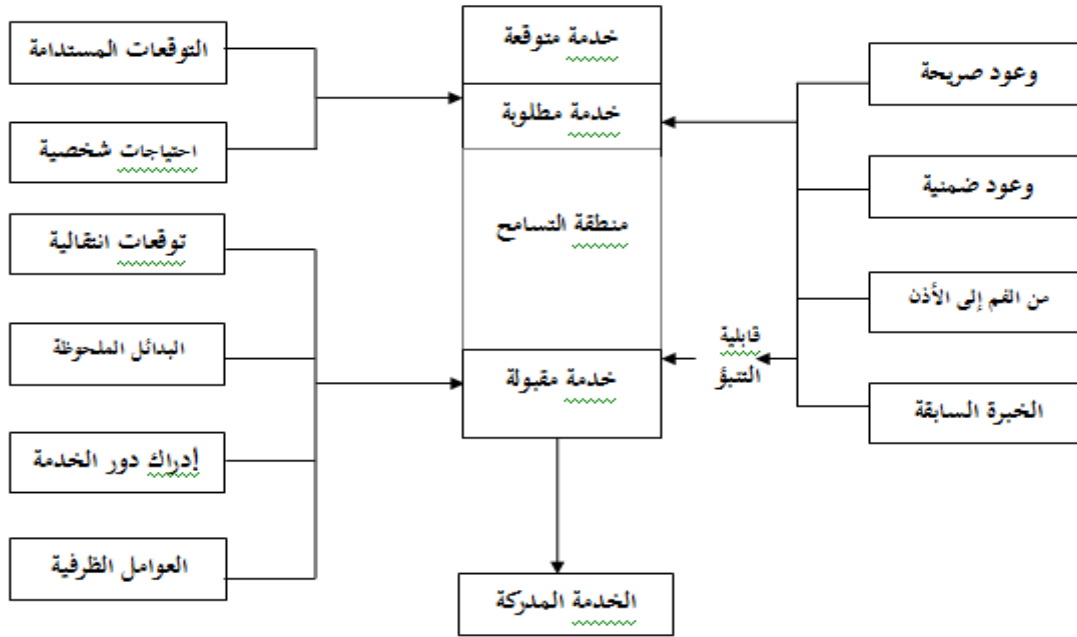 خدمة متوقعة
التوقعات المستدامة
وعود صريحة
خدمة مطلوبة
احتياجات شخصية
وعود ضمنية
منطقة التسامح
توقعات انتقالية
من الفم إلى الأذن
قابلية
التنبؤ
البدائل الملحوظة
خدمة مقبولة
الخبرة السابقة
أدراك دور الخدمة
العوامل الظرفية
الخدمة المدركة